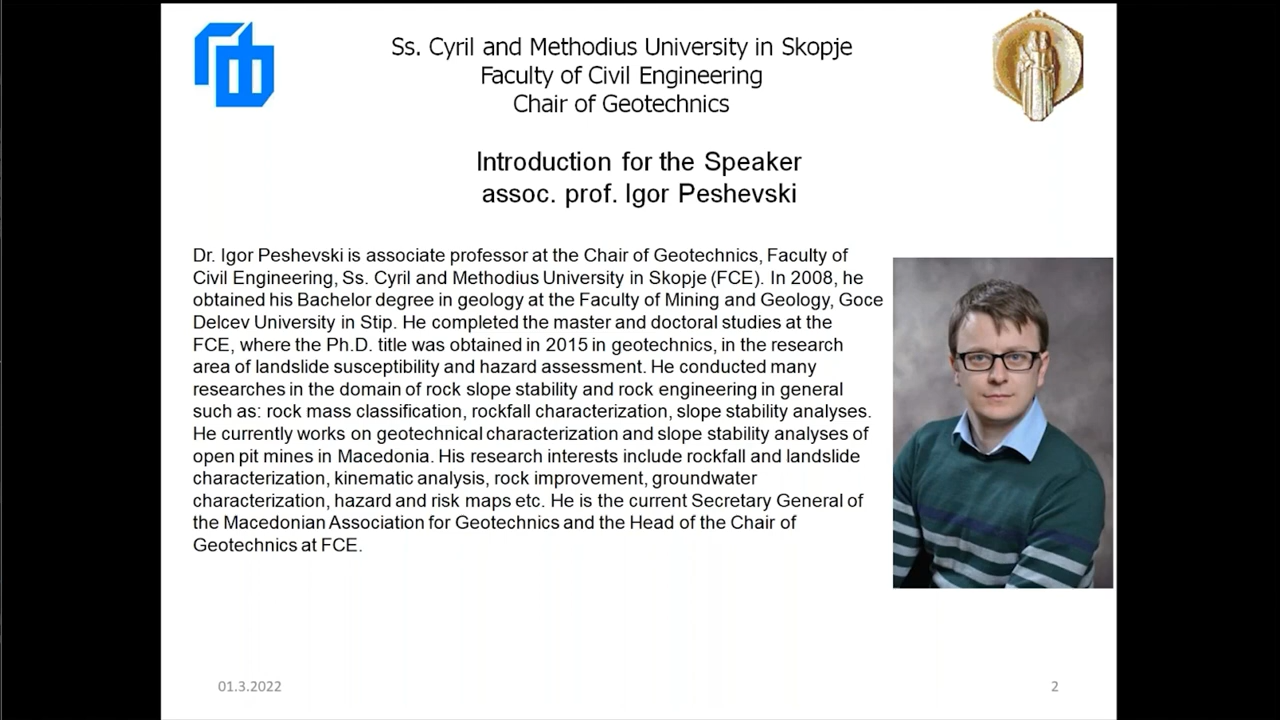 Ss. Cyril and Methodius University in Skopje
Faculty of Civil Engineering
Chair of Geotechnics
Introduction for the Speaker
assoc. prof. Igor Peshevski
Dr. Igor Peshevski is associate professor at the Chair of Geotechnics, Faculty of
Civil Engineering, Ss. Cyril and Methodius University in Skopje (FCE). In 2008, he
obtained his Bachelor degree in geology at the Faculty of Mining and Geology, Goce
Delcev University in Stip. He completed the master and doctoral studies at the
FCE, where the Ph.D. title was obtained in 2015 in geotechnics, in the research
area of landslide susceptibility and hazard assessment. He conducted many
researches in the domain of rock slope stability and rock engineering in general
such as: rock mass classification, rockfall characterization, slope stability analyses.
He currently works on geotechnical characterization and slope stability analyses of
open pit mines in Macedonia. His research interests include rockfall and landslide
characterization, kinematic analysis, rock improvement, groundwater
characterization, hazard and risk maps etc. He is the current Secretary General of
the Macedonian Association for Geotechnics and the Head of the Chair of
Geotechnics at FCE.
01.3.2022
2